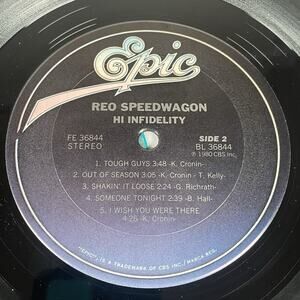 Epic
REO SPEEDWAGON
HI INFIDELITY
FE 36844
STEREO
SIDE 2
BL 36844
℗ 1980 CBS Inc.
1. TOUGH GUYS 3:48 -K. Cronin-
2. OUT OF SEASON 3:05 -K. Cronin - T. Kelly-
3. SHAKIN' IT LOOSE 2:24 -G. Richrath-
4. SOMEONE TONIGHT 2:39 -B. Hall-
5. I WISH YOU WERE THERE
4:26 -K. Cronin-
"EPIC," IS A TRADEMARK OF CBS INC./MARCA REG.